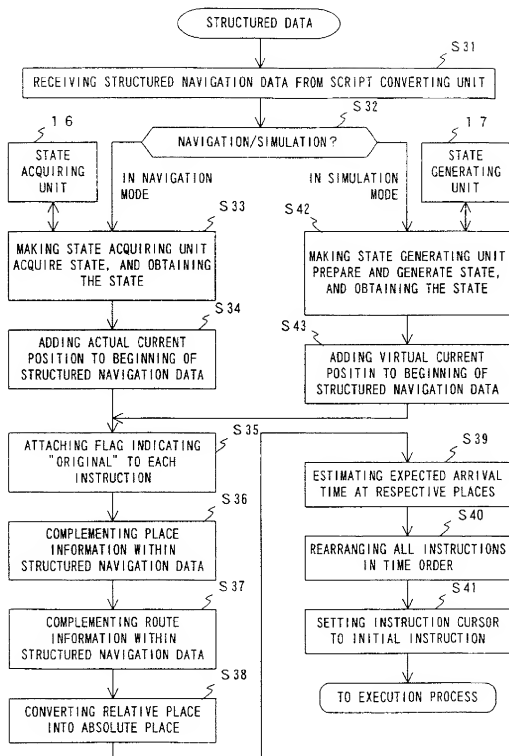 STRUCTURED DATA
S31
RECEIVING STRUCTURED NAVIGATION DATA FROM SCRIPT CONVERTING UNIT
S32
NAVIGATION/SIMULATION?
16
STATE
ACQUIRING
UNIT
IN NAVIGATION
MODE
IN SIMULATION
MODE
17
STATE
GENERATING
UNIT
S33
MAKING STATE ACQUIRING UNIT
ACQUIRE STATE, AND OBTAINING
THE STATE
S34
ADDING ACTUAL CURRENT
POSITION TO BEGINNING OF
STRUCTURED NAVIGATION DATA
S42
MAKING STATE GENERATING UNIT
PREPARE AND GENERATE STATE,
AND OBTAINING THE STATE
S43
ADDING VIRTUAL CURRENT
POSITIN TO BEGINNING OF
STRUCTURED NAVIGATION DATA
S35
ATTACHING FLAG INDICATING
"ORIGINAL" TO EACH
INSTRUCTION
S36
COMPLEMENTING PLACE
INFORMATION WITHIN
STRUCTURED NAVIGATION DATA
S37
COMPLEMENTING ROUTE
INFORMATION WITHIN
STRUCTURED NAVIGATION DATA
S38
CONVERTING RELATIVE PLACE
INTO ABSOLUTE PLACE
S39
ESTIMATING EXPECTED ARRIVAL
TIME AT RESPECTIVE PLACES
S40
REARRANGING ALL INSTRUCTIONS
IN TIME ORDER
S41
SETTING INSTRUCTION CURSOR
TO INITIAL INSTRUCTION
TO EXECUTION PROCESS